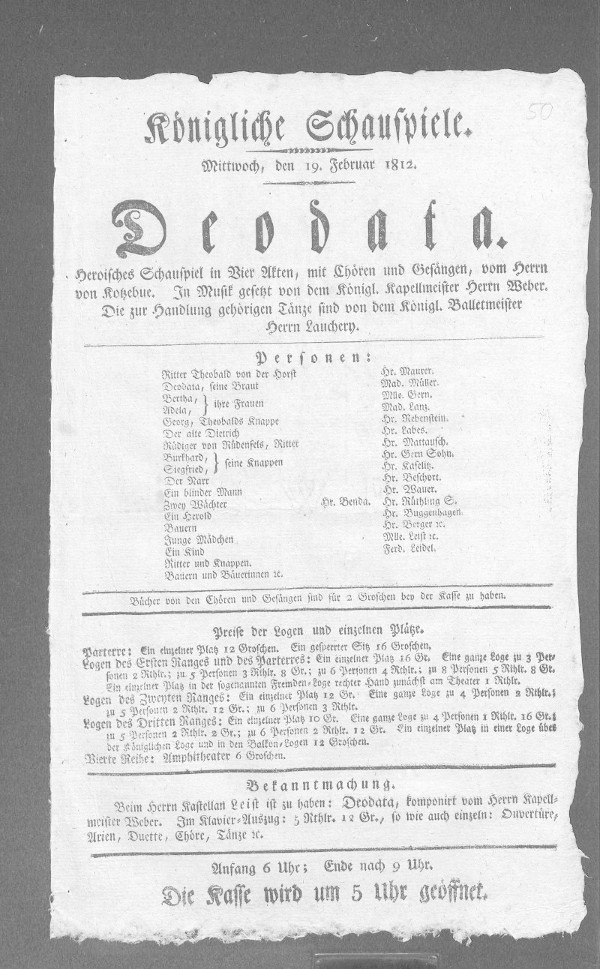 50
Königliche Schauspiele.
Mittwoch, den 19. Februar 1812.
Deodata.
Heroisches Schauspiel in Vier Akten, mit Chören und Gesängen, vom Herrn
von Kotzebue. In Musik gesetzt von dem Königl. Kapellmeister Herrn Weber.
Die zur Handlung gehörigen Tänze sind von dem Königl. Balletmeister
Herrn Lauchery.
Personen:
Ritter Theobald von der Horst Hr. Maurer.
Deodata, seine Braut Mad. Müller.
Bertha, } ihre Frauen Mlle. Gern.
Adela, Mad. Lanz.
Georg, Theobalds Knappe Hr. Rebenstein.
Der alte Dietrich Hr. Labes.
Rüdiger von Rüdenfels, Ritter Hr. Mattausch.
Burkhard, } seine Knappen Hr. Gern Sohn.
Siegfried, Hr. Kaselitz.
Der Narr Hr. Beschort.
Ein blinder Mann Hr. Wauer.
Zwey Wächter Hr. Benda. Hr. Rüthling S.
Ein Herold Hr. Buggenhagen.
Bauern Hr. Berger ꝛc.
Junge Mädchen Mlle. Leist ꝛc.
Ein Kind Ferd. Leidel.
Ritter und Knappen.
Bauern und Bäuerinnen ꝛc.
Bücher von den Chören und Gesängen sind für 2 Groschen bey der Kasse zu haben.
Preise der Logen und einzelnen Plätze.
Parterre: Ein einzelner Platz 12 Groschen. Ein gesperrter Sitz 16 Groschen.
Logen des Ersten Ranges und des Parterres: Ein einzelner Platz 16 Gr. Eine ganze Loge zu 3 Per-
sonen 2 Rthlr.; zu 5 Personen 3 Rthlr. 8 Gr.; zu 6 Personen 4 Rthlr.; zu 8 Personen 5 Rthlr. 8 Gr.
Ein einzelner Platz in der sogenannten Fremden-Loge rechter Hand zunächst am Theater 1 Rthlr.
Logen des Zweyten Ranges: Ein einzelner Platz 12 Gr. Eine ganze Loge zu 4 Personen 2 Rthlr.;
zu 5 Personen 2 Rthlr. 12 Gr.; zu 6 Personen 3 Rthlr.
Logen des Dritten Ranges: Ein einzelner Platz 10 Gr. Eine ganze Loge zu 4 Personen 1 Rthlr. 16 Gr.;
zu 5 Personen 2 Rthlr. 2 Gr.; zu 6 Personen 2 Rthlr. 12 Gr. Ein einzelner Platz in einer Loge über
der Königlichen Loge und in den Balkon-Logen 12 Groschen.
Vierte Reihe: Amphitheater 6 Groschen.
Bekanntmachung.
Beim Herrn Kastellan Leist ist zu haben: Deodata, komponirt vom Herrn Kapell-
meister Weber. Im Klavier-Auszug: 5 Rthlr. 12 Gr., so wie auch einzeln: Ouvertüre,
Arien, Duette, Chöre, Tänze ꝛc.
Anfang 6 Uhr; Ende nach 9 Uhr.
Die Kasse wird um 5 Uhr geöffnet.